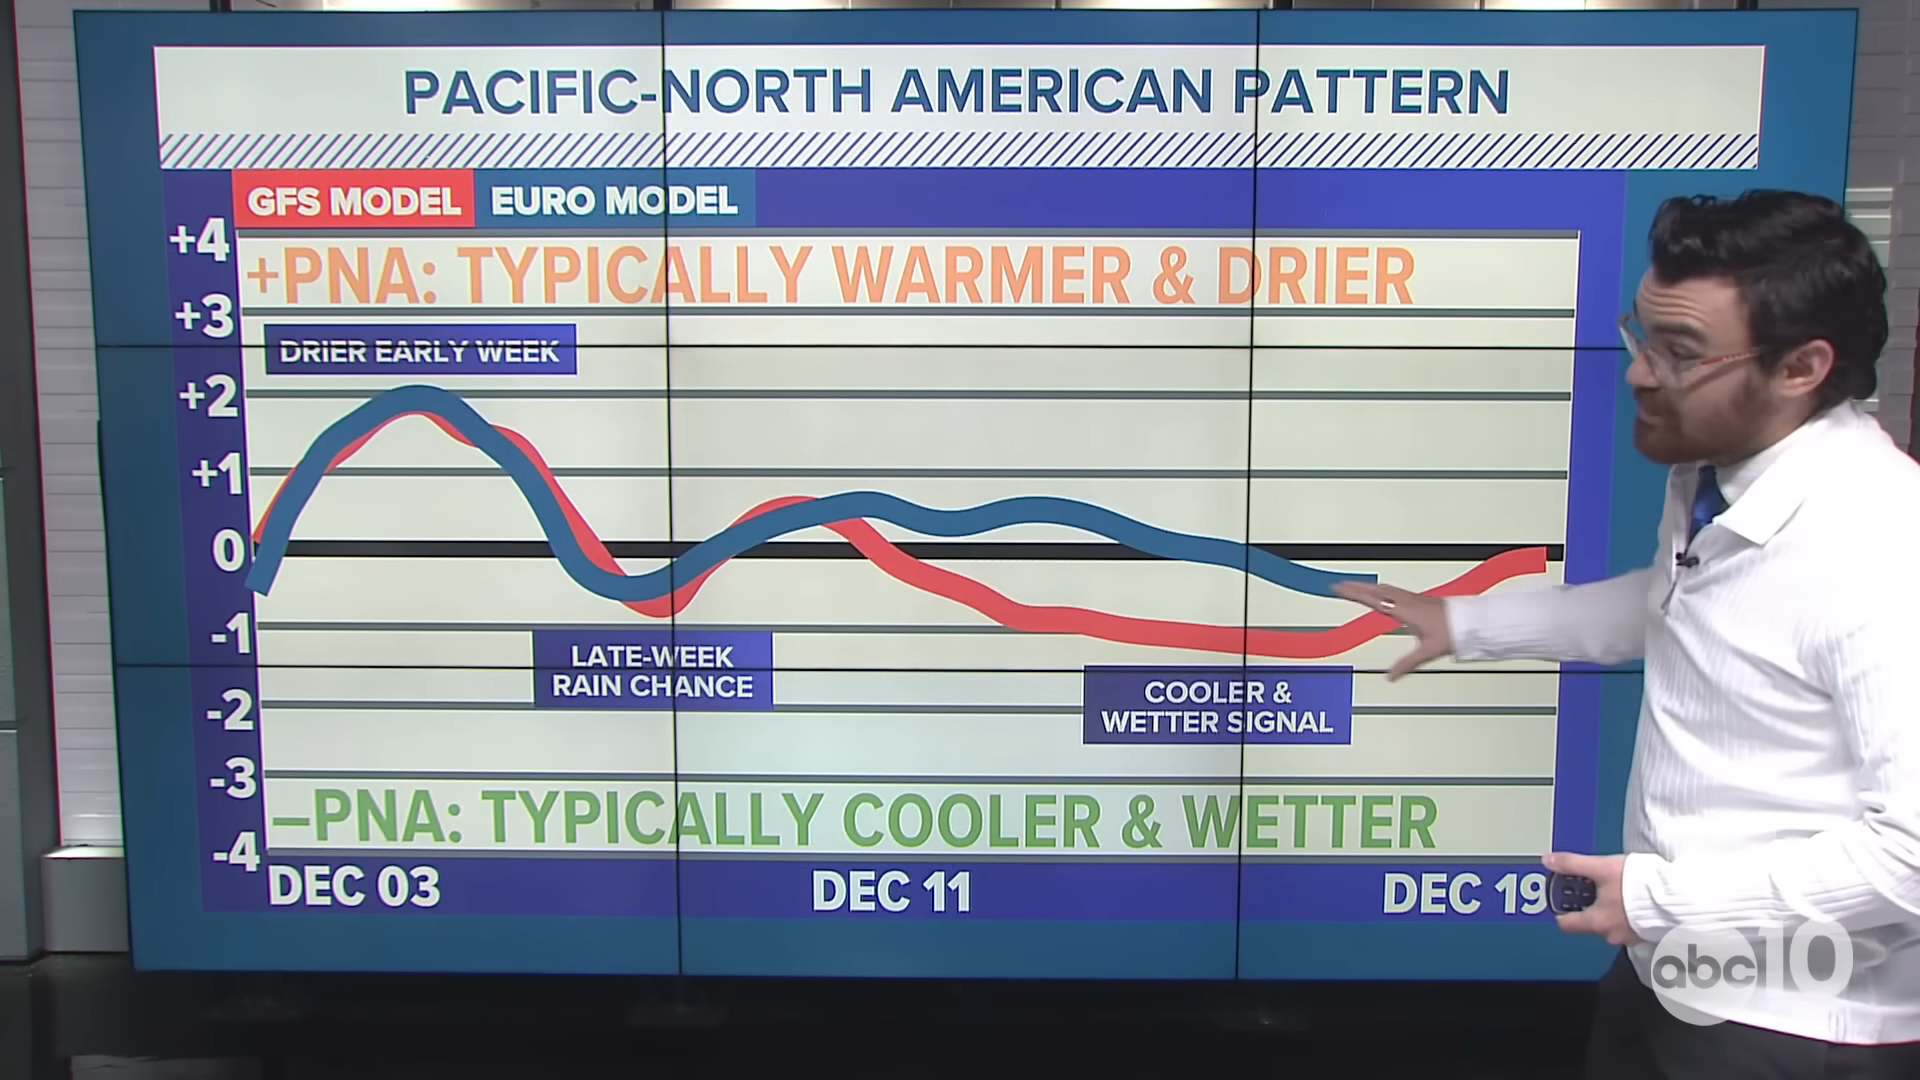 PACIFIC-NORTH AMERICAN PATTERN
GFS MODEL EURO MODEL
+4
+PNA: TYPICALLY WARMER & DRIER
+3
DRIER EARLY WEEK
+2
+1
0
-1
LATE-WEEK
RAIN CHANCE
COOLER &
WETTER SIGNAL
-2
-3
–PNA: TYPICALLY COOLER & WETTER
-4
DEC 03 DEC 11 DEC 19
abc10